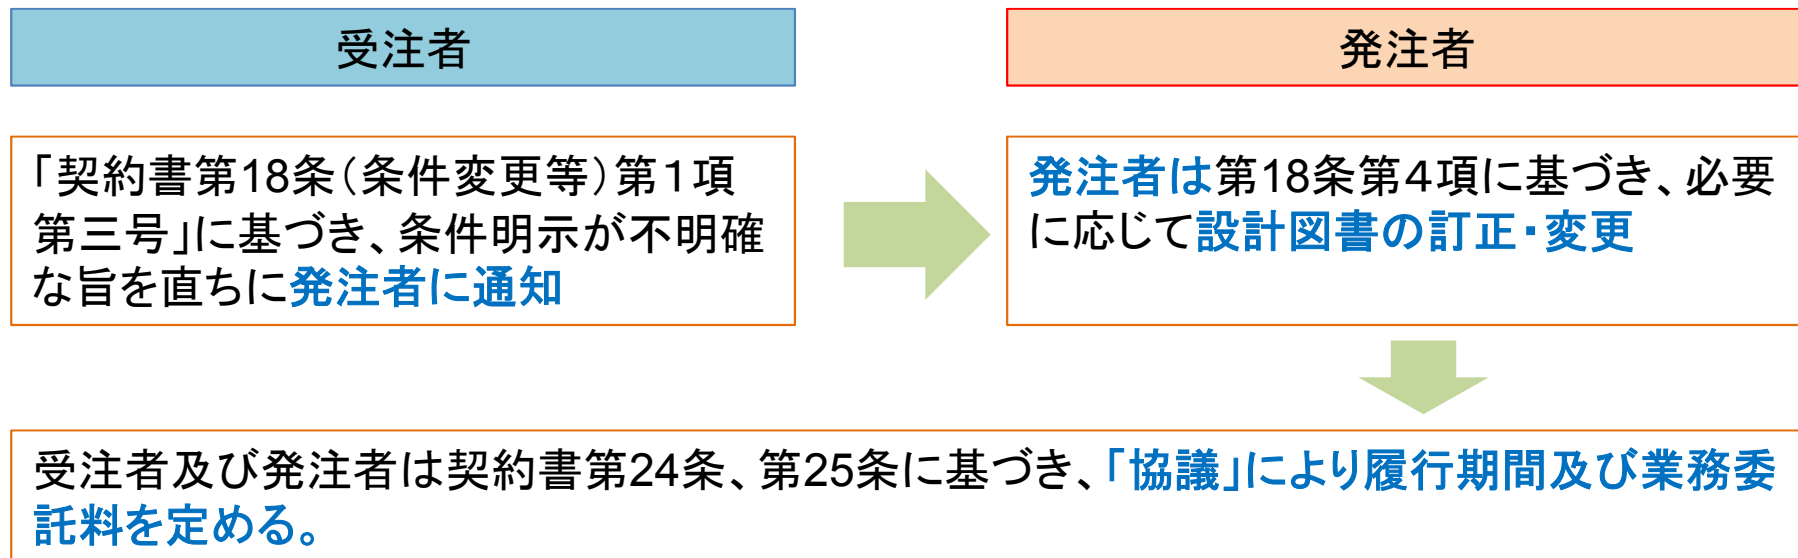 受注者
発注者
「契約書第18条(条件変更等)第１項
第三号」に基づき、条件明示が不明確
な旨を直ちに発注者に通知
発注者は第18条第４項に基づき、必要
に応じて設計図書の訂正・変更
受注者及び発注者は契約書第24条、第25条に基づき、「協議」により履行期間及び業務委
託料を定める。